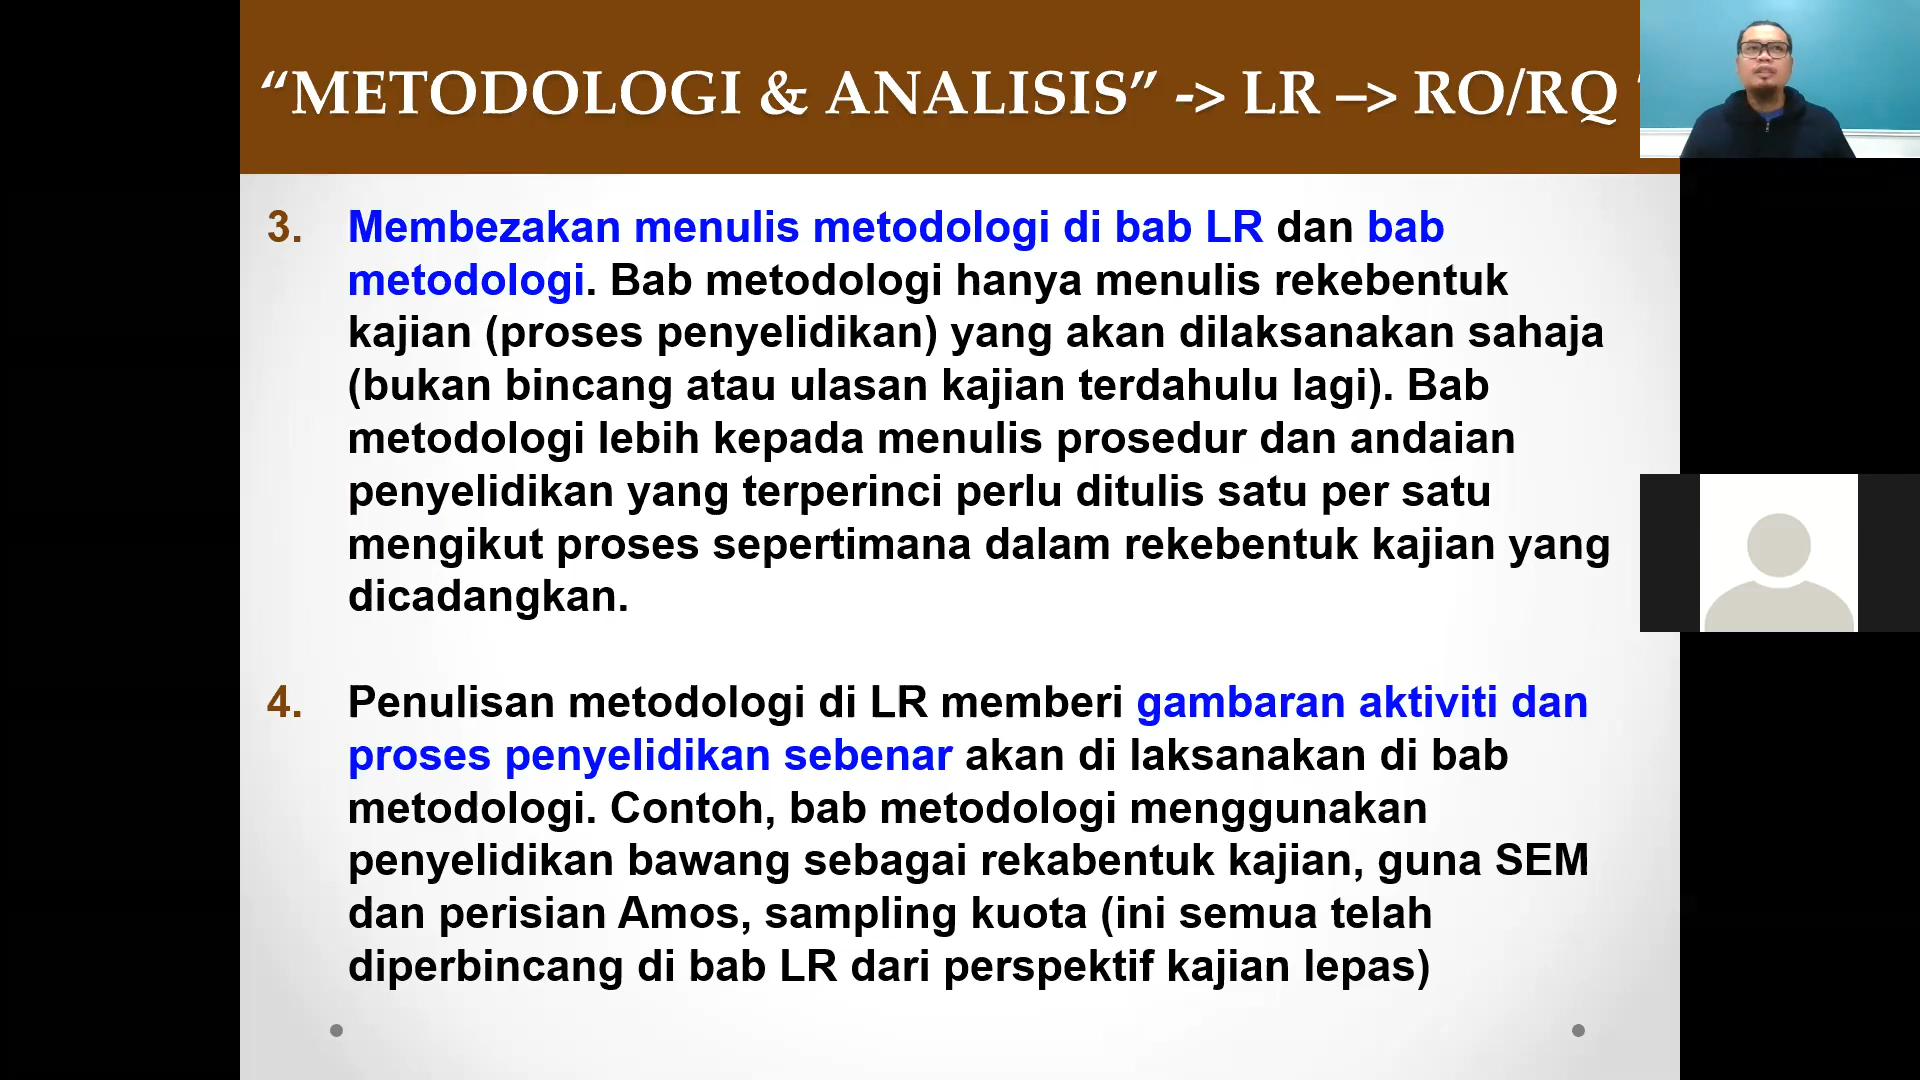 “METODOLOGI & ANALISIS” -> LR –> RO/RQ
3. Membezakan menulis metodologi di bab LR dan bab
metodologi. Bab metodologi hanya menulis rekebentuk
kajian (proses penyelidikan) yang akan dilaksanakan sahaja
(bukan bincang atau ulasan kajian terdahulu lagi). Bab
metodologi lebih kepada menulis prosedur dan andaian
penyelidikan yang terperinci perlu ditulis satu per satu
mengikut proses sepertimana dalam rekebentuk kajian yang
dicadangkan.
4. Penulisan metodologi di LR memberi gambaran aktiviti dan
proses penyelidikan sebenar akan di laksanakan di bab
metodologi. Contoh, bab metodologi menggunakan
penyelidikan bawang sebagai rekabentuk kajian, guna SEM
dan perisian Amos, sampling kuota (ini semua telah
diperbincang di bab LR dari perspektif kajian lepas)